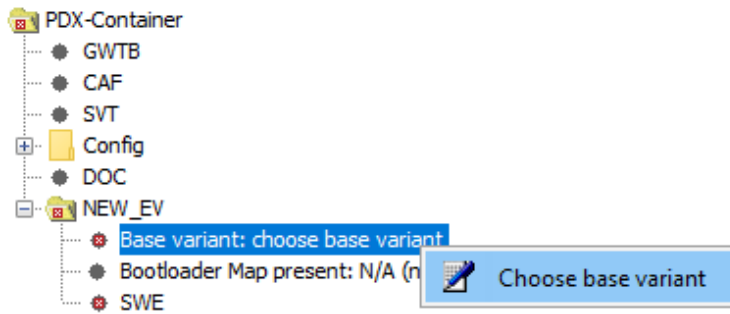 PDX-Container
GWTB
CAF
SVT
Config
DOC
NEW_EV
Base variant: choose base variant
Bootloader Map present: N/A (n
Choose base variant
SWE